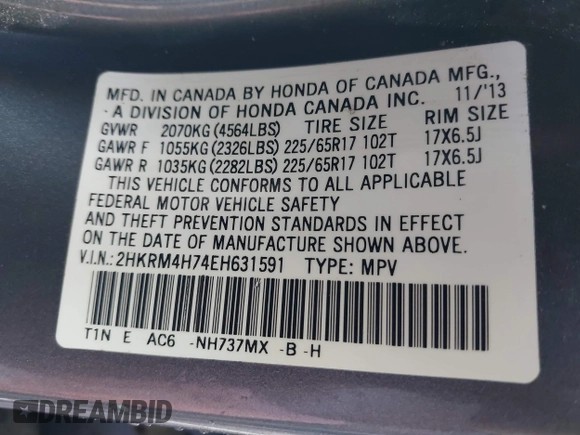 MFD. IN CANADA BY HONDA OF CANADA MFG.,
A DIVISION OF HONDA CANADA INC. 11/'13
GVWR 2070KG (4564LBS) TIRE SIZE RIM SIZE
GAWR F 1055KG (2326LBS) 225/65R17 102T 17X6.5J
GAWR R 1035KG (2282LBS) 225/65R17 102T 17X6.5J
THIS VEHICLE CONFORMS TO ALL APPLICABLE
FEDERAL MOTOR VEHICLE SAFETY
AND THEFT PREVENTION STANDARDS IN EFFECT
ON THE DATE OF MANUFACTURE SHOWN ABOVE.
V.I.N.: 2HKRM4H74EH631591 TYPE: MPV
T1N E AC6 -NH737MX -B -H
DREAMBID